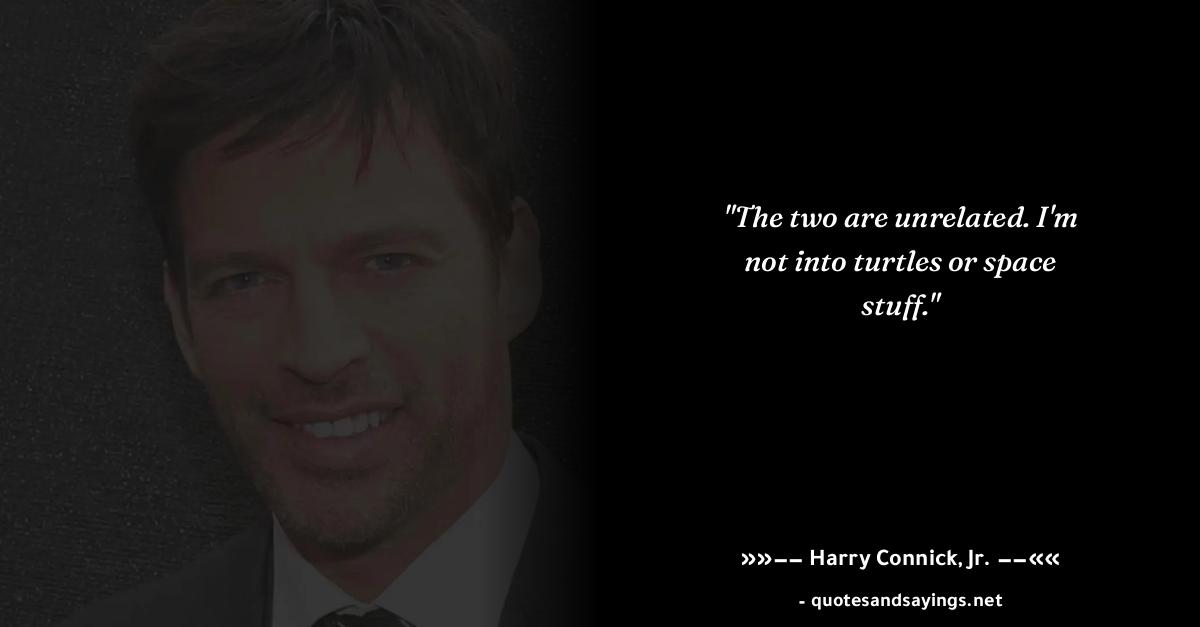 "The two are unrelated. I'm
not into turtles or space
stuff."
»»−− Harry Connick, Jr. −−««
- quotesandsayings.net